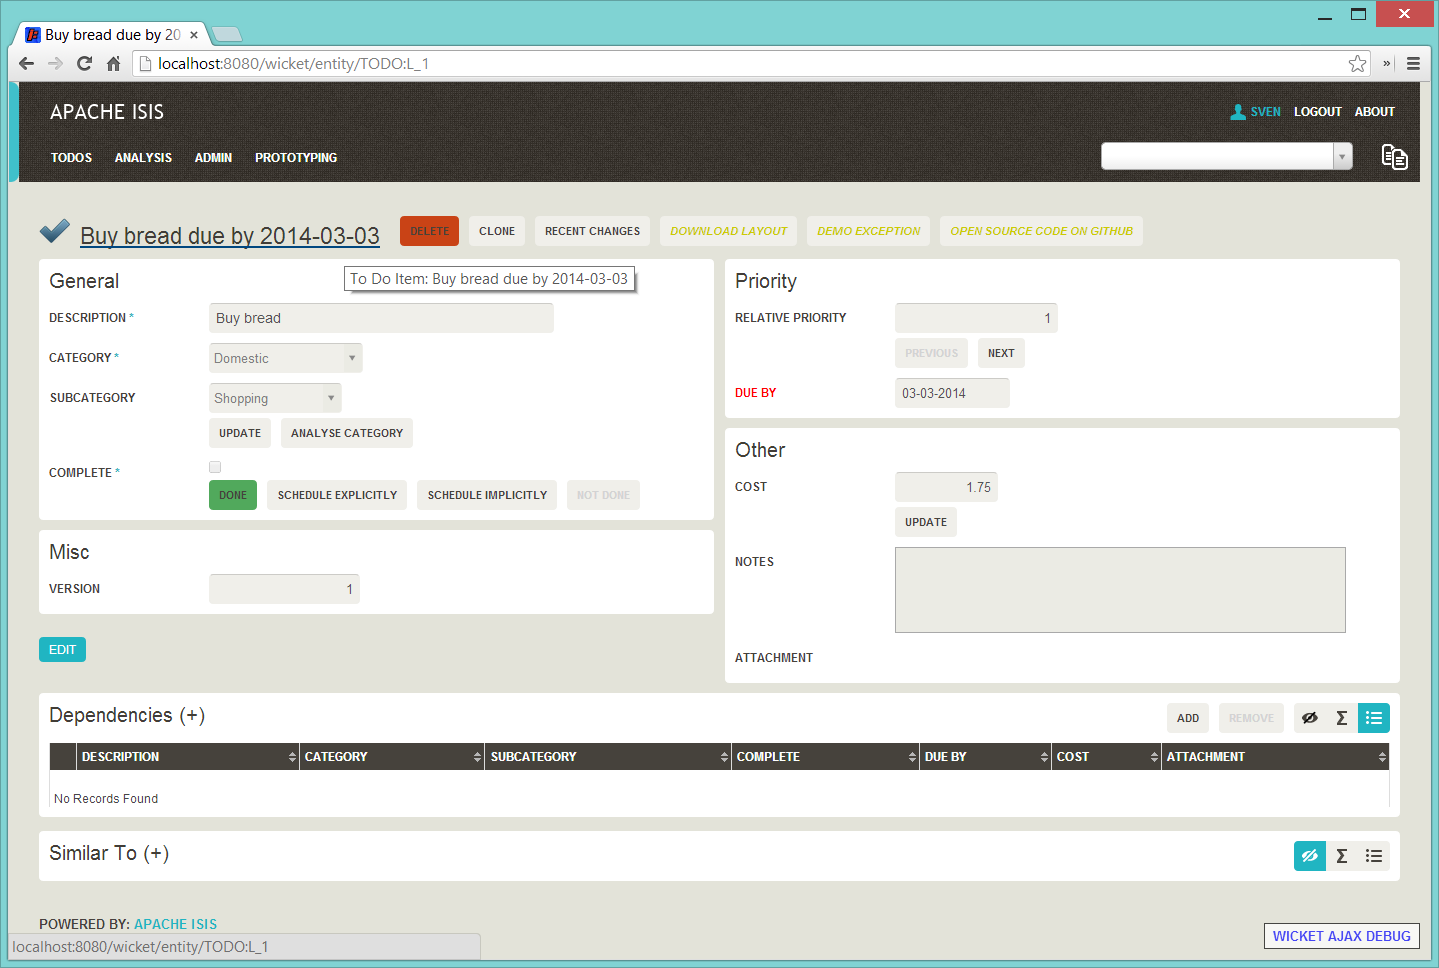 Buy bread due by 20
localhost:8080/wicket/entity/TODO:L_1
»
APACHE ISIS
SVEN LOGOUT ABOUT
TODOS ANALYSIS ADMIN PROTOTYPING
Buy bread due by 2014-03-03 DELETE CLONE RECENT CHANGES DOWNLOAD LAYOUT DEMO EXCEPTION OPEN SOURCE CODE ON GITHUB
To Do Item: Buy bread due by 2014-03-03
General
DESCRIPTION * Buy bread
CATEGORY * Domestic
SUBCATEGORY Shopping
UPDATE ANALYSE CATEGORY
COMPLETE *
DONE SCHEDULE EXPLICITLY SCHEDULE IMPLICITLY NOT DONE
Misc
VERSION 1
EDIT
Priority
RELATIVE PRIORITY 1
PREVIOUS NEXT
DUE BY 03-03-2014
Other
COST 1.75
UPDATE
NOTES
ATTACHMENT
Dependencies (+) ADD REMOVE Σ
DESCRIPTION CATEGORY SUBCATEGORY COMPLETE DUE BY COST ATTACHMENT
No Records Found
Similar To (+) Σ
POWERED BY: APACHE ISIS
localhost:8080/wicket/entity/TODO:L_1
WICKET AJAX DEBUG